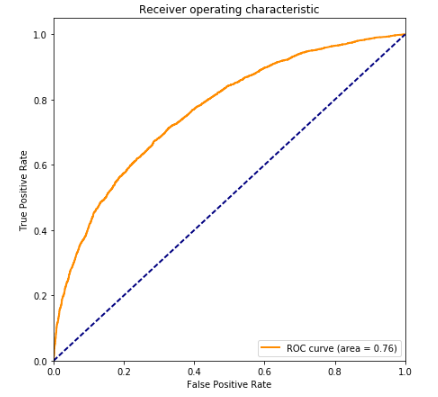 Receiver operating characteristic
1.0
0.8
0.6
0.4
0.2
0.0
True Positive Rate
ROC curve (area = 0.76)
0.0 0.2 0.4 0.6 0.8 1.0
False Positive Rate